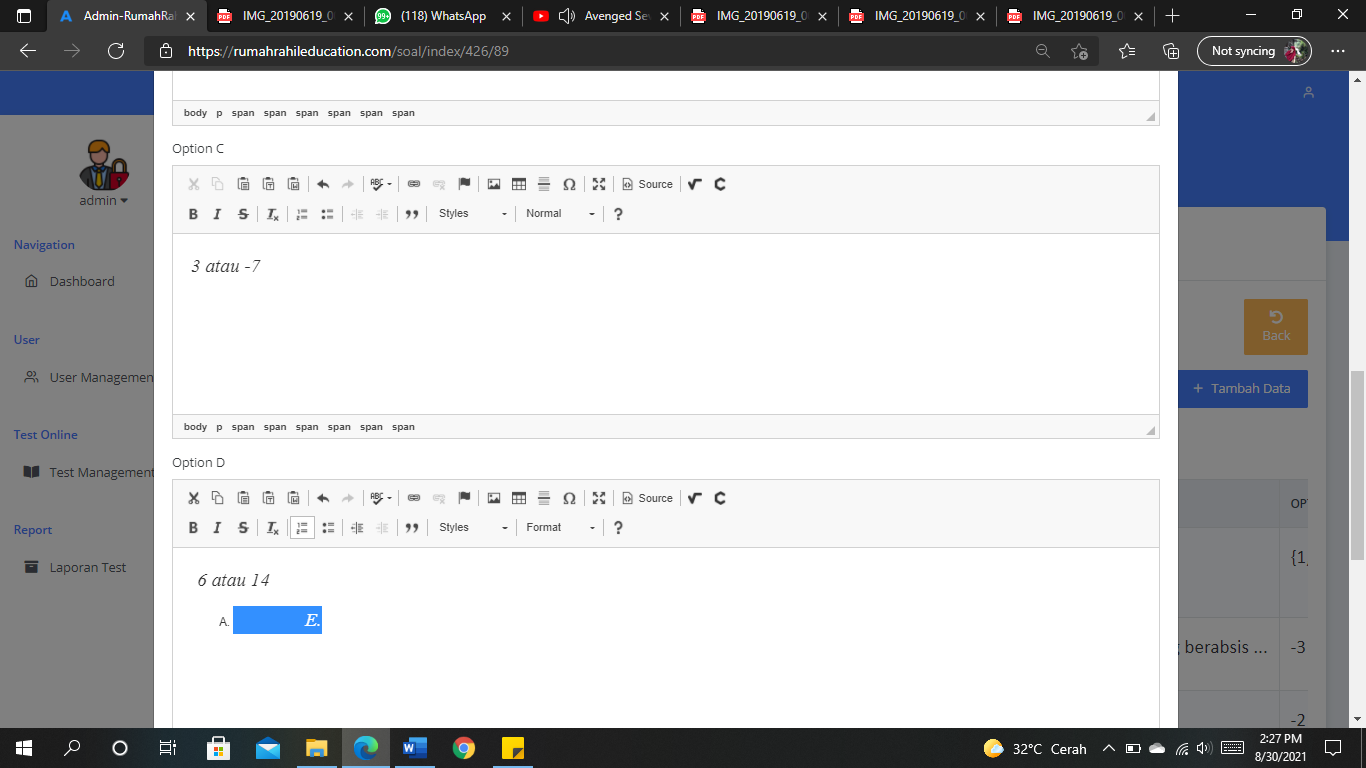 Admin-RumahRa
IMG_20190619_0
(118) WhatsApp
Avenged Se
IMG_20190619_0
IMG_20190619_0
IMG_20190619_0
https://rumahrahileducation.com/soal/index/426/89
Not syncing
admin
Navigation
Dashboard
User
User Managemen
Test Online
Test Management
Report
Laporan Test
body p span span span span span span
Option C
Source
Styles
Normal
3 atau -7
body p span span span span span span
Option D
Source
Styles
Format
6 atau 14
A. E.
Back
+ Tambah Data
OP
{1,
berabsis ...
-3
-2
32°C Cerah
2:27 PM
8/30/2021